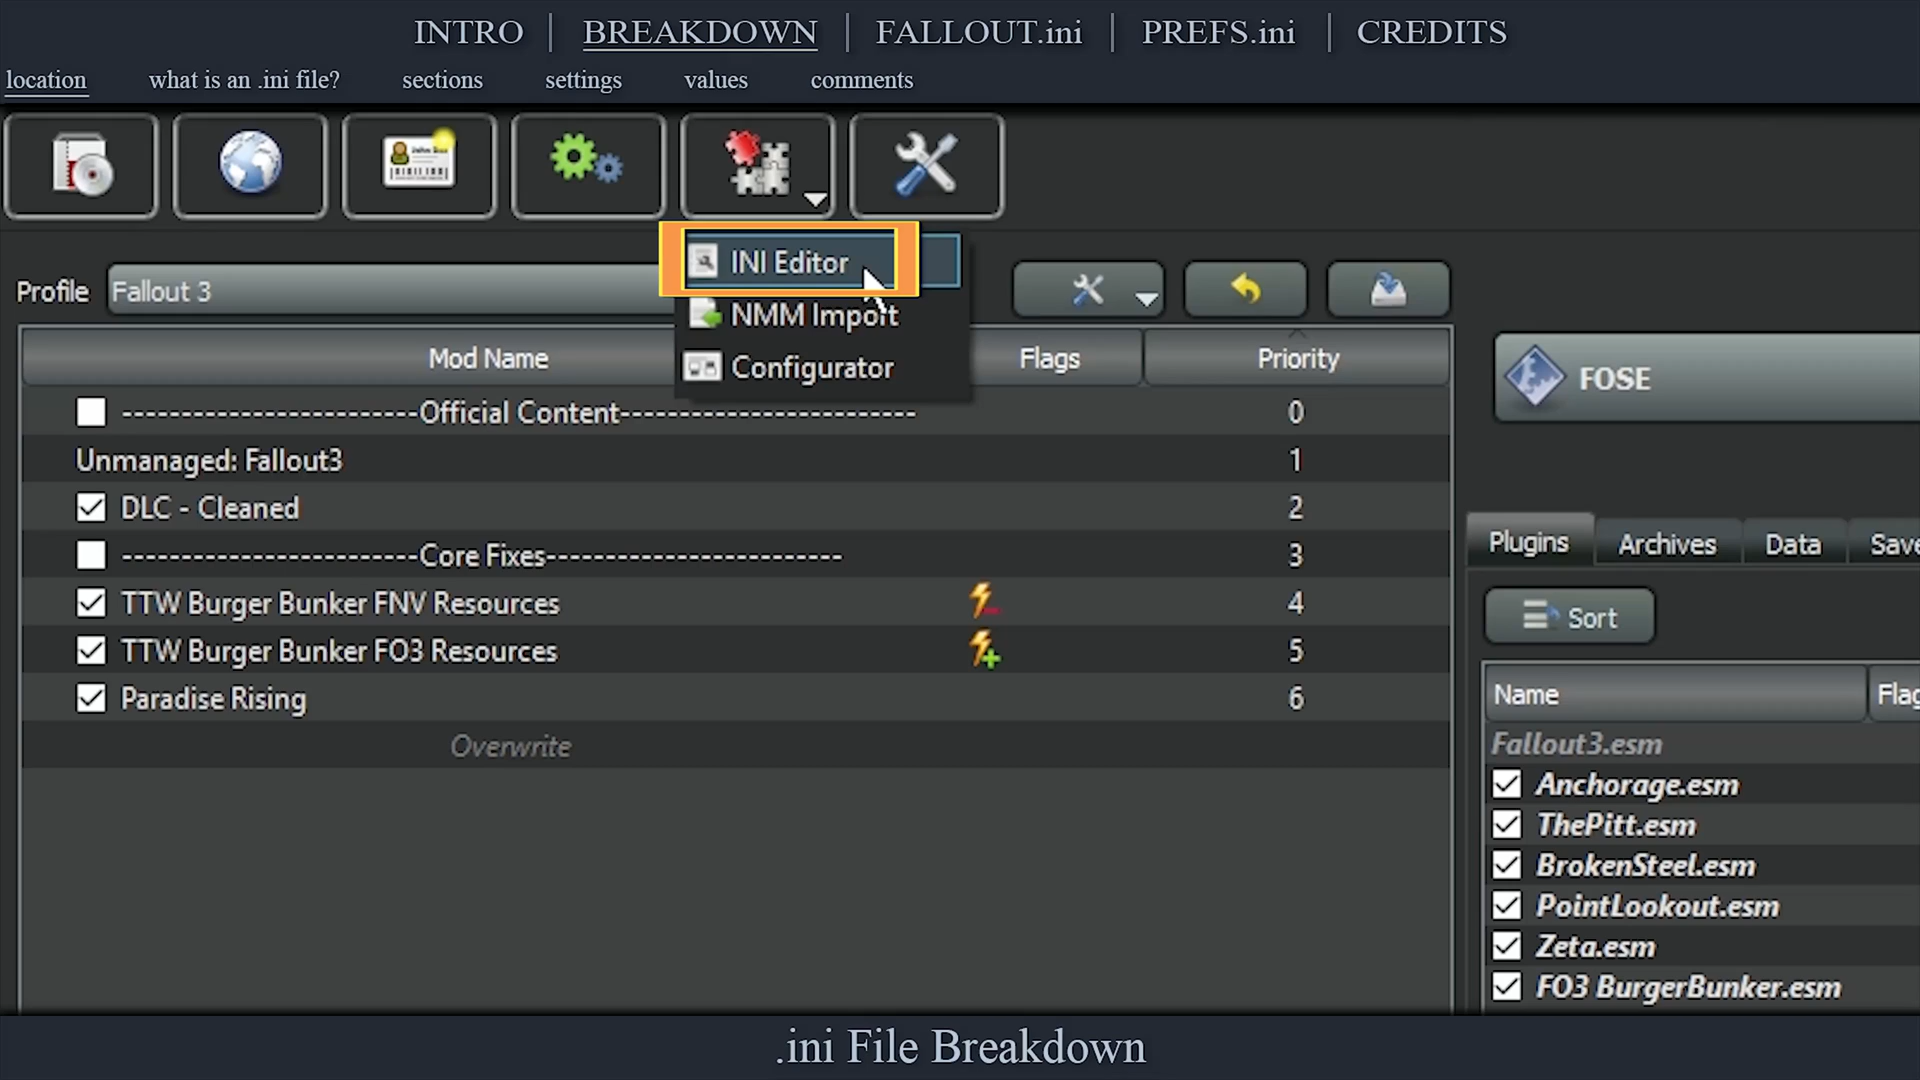 INTRO | BREAKDOWN | FALLOUT.ini | PREFS.ini | CREDITS
location what is an .ini file? sections settings values comments
INI Editor
NMM Import
Configurator
Profile Fallout 3
Mod Name Flags Priority
-------------------------Official Content------------------------- 0
Unmanaged: Fallout3 1
DLC - Cleaned 2
-------------------------Core Fixes------------------------- 3
TTW Burger Bunker FNV Resources 4
TTW Burger Bunker FO3 Resources 5
Paradise Rising 6
Overwrite
FOSE
Plugins Archives Data Save
Sort
Name Flag
Fallout3.esm
Anchorage.esm
ThePitt.esm
BrokenSteel.esm
PointLookout.esm
Zeta.esm
FO3 BurgerBunker.esm
.ini File Breakdown